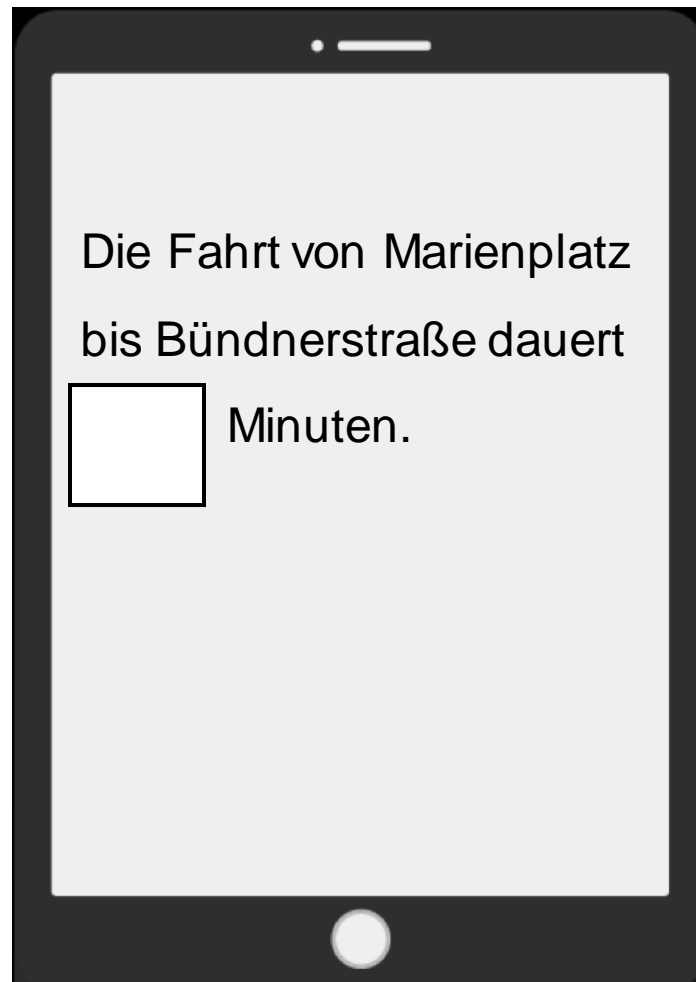 Die Fahrt von Marienplatz
bis Bündnerstraße dauert
Minuten.